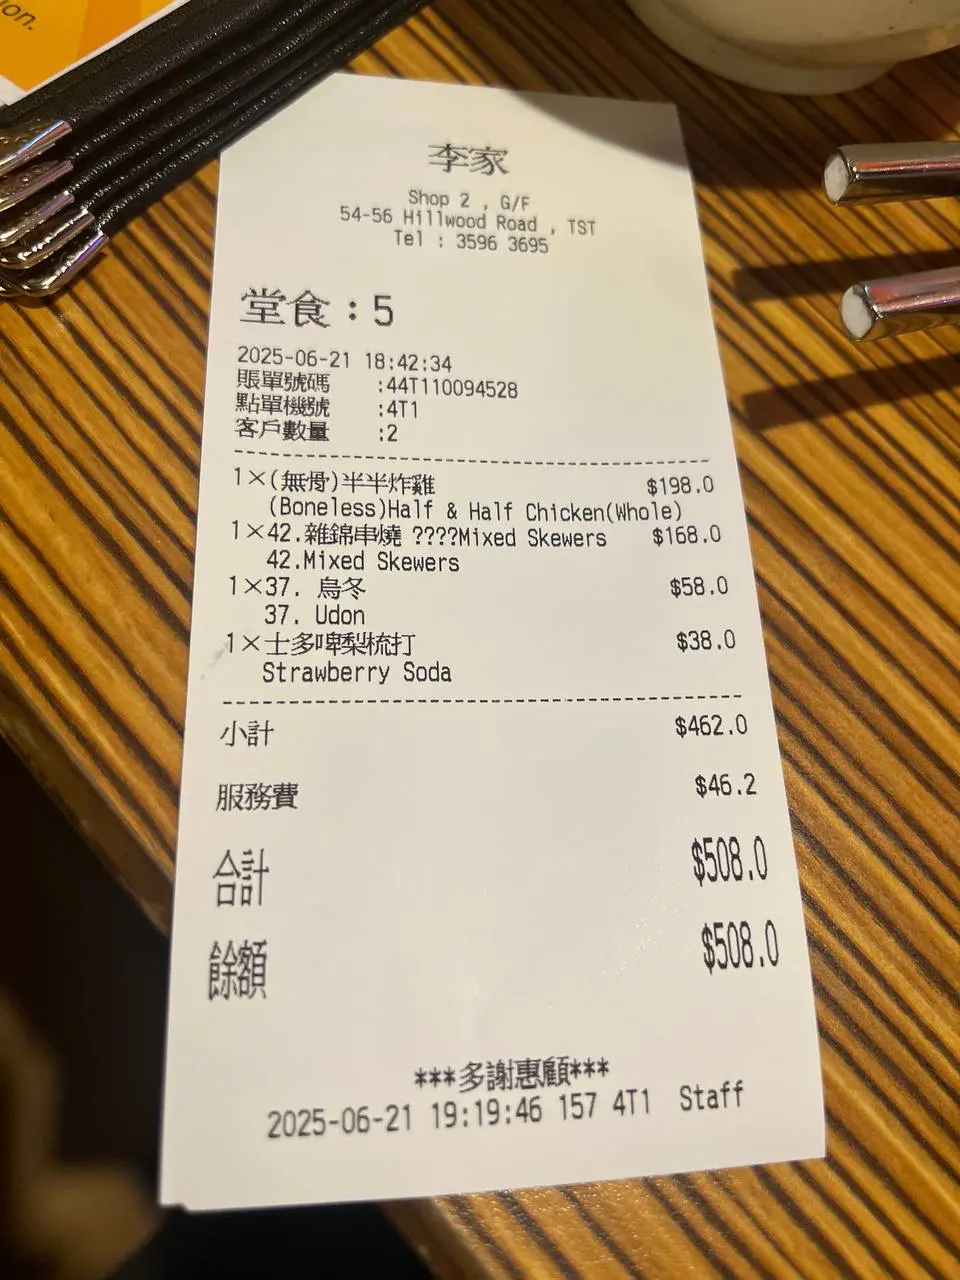 ion.
李家
Shop 2 , G/F
54-56 Hillwood Road , TST
Tel : 3596 3695
堂食：5
2025-06-21 18:42:34
賬單號碼 :44T110094528
點單機號 :4T1
客戶數量 :2
1×(無骨)半半炸雞 $198.0
(Boneless)Half & Half Chicken(Whole)
1×42.雜錦串燒 ????Mixed Skewers $168.0
42.Mixed Skewers
1×37. 烏冬 $58.0
37. Udon
1×士多啤梨梳打 $38.0
Strawberry Soda
小計 $462.0
服務費 $46.2
合計 $508.0
餘額 $508.0
***多謝惠顧***
2025-06-21 19:19:46 157 4T1 Staff